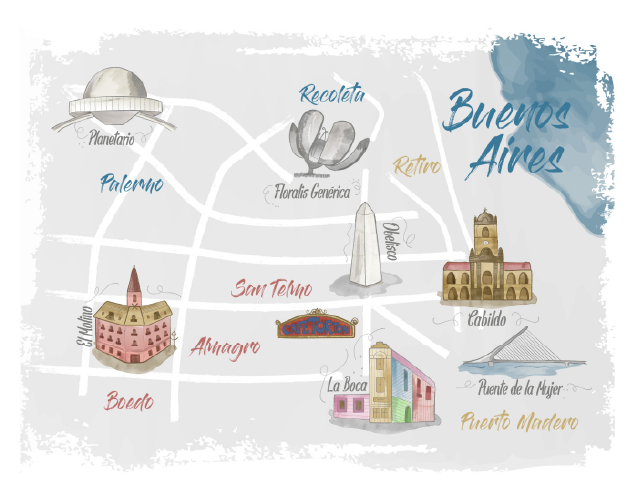 Recoleta
Buenos
Aires
Planetario
Retiro
Palermo
Floralis Genérica
Obelisco
San Telmo
El Molino
Cabildo
Almagro
La Boca
Puente de la Mujer
Boedo
Puerto Madero